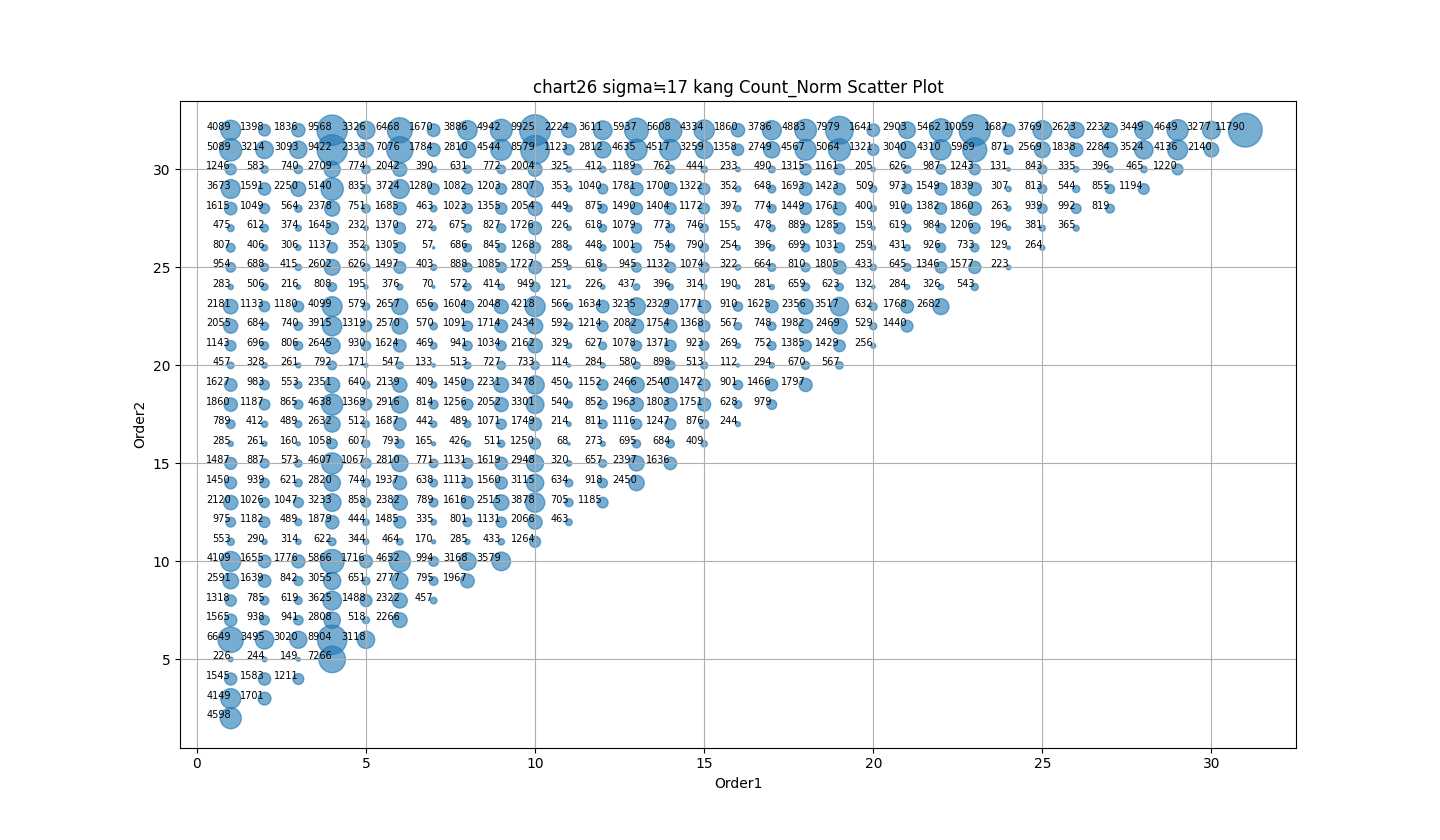 chart26 sigma≒17 kang Count_Norm Scatter Plot
4089 1398 1836 9568 3326 6468 1670 3886 4942 9925 2224 3611 5937 5608 4334 1860 3786 4883 7979 1641 2903 5462 10059 1687 3769 2623 2232 3449 4649 3277 11790
5089 3214 3093 9422 2333 7076 1784 2810 4544 8579 1123 2812 4635 4517 3259 1358 2749 4567 5064 1321 3040 4310 5969 871 2569 1838 2284 3524 4136 2140
30
1246 583 740 2709 774 2042 390 631 772 2004 325 412 1189 762 444 233 490 1315 1161 205 626 987 1243 131 843 335 396 465 1220
3673 1591 2250 5140 835 3724 1280 1082 1203 2807 353 1040 1781 1700 1322 352 648 1693 1423 509 973 1549 1839 307 813 544 855 1194
1615 1049 564 2378 751 1685 463 1023 1355 2054 449 875 1490 1404 1172 397 774 1449 1761 400 910 1382 1860 263 939 992 819
475 612 374 1645 232 1370 272 675 827 1726 226 618 1079 773 746 155 478 889 1285 159 619 984 1206 196 381 365
807 406 306 1137 352 1305 57 686 845 1268 288 448 1001 754 790 254 396 699 1031 259 431 926 733 129 264
25
954 688 415 2602 626 1497 403 888 1085 1727 259 618 945 1132 1074 322 664 810 1805 433 645 1346 1577 223
283 506 216 808 195 376 70 572 414 949 121 226 437 396 314 190 281 659 623 132 284 326 543
2181 1133 1180 4099 579 2657 656 1604 2048 4218 566 1634 3235 2329 1771 910 1625 2356 3517 632 1768 2682
2055 684 740 3915 1319 2570 570 1091 1714 2434 592 1214 2082 1754 1368 567 748 1982 2469 529 1440
1143 696 806 2645 930 1624 469 941 1034 2162 329 627 1078 1371 923 269 752 1385 1429 256
20
457 328 261 792 171 547 133 513 727 733 114 284 580 898 513 112 294 670 567
1627 983 553 2351 640 2139 409 1450 2231 3478 450 1152 2466 2540 1472 901 1466 1797
1860 1187 865 4638 1369 2916 814 1256 2052 3301 540 852 1963 1803 1751 628 979
789 412 489 2632 512 1687 442 489 1071 1749 214 811 1116 1247 876 244
285 261 160 1058 607 793 165 426 511 1250 68 273 695 684 409
15
1487 887 573 4607 1067 2810 771 1131 1619 2948 320 657 2397 1636
1450 939 621 2820 744 1937 638 1113 1560 3115 634 918 2450
2120 1026 1047 3233 858 2382 789 1616 2515 3878 705 1185
975 1182 489 1879 444 1485 335 801 1131 2066 463
553 290 314 622 344 464 170 285 433 1264
10
4109 1655 1776 5866 1716 4652 994 3168 3579
2591 1639 842 3055 651 2777 795 1967
1318 785 619 3625 1488 2322 457
1565 938 941 2808 518 2266
6649 3495 3020 8904 3118
5
226 244 149 7266
1545 1583 1211
4149 1701
4598
0 5 10 15 20 25 30
Order1
Order2